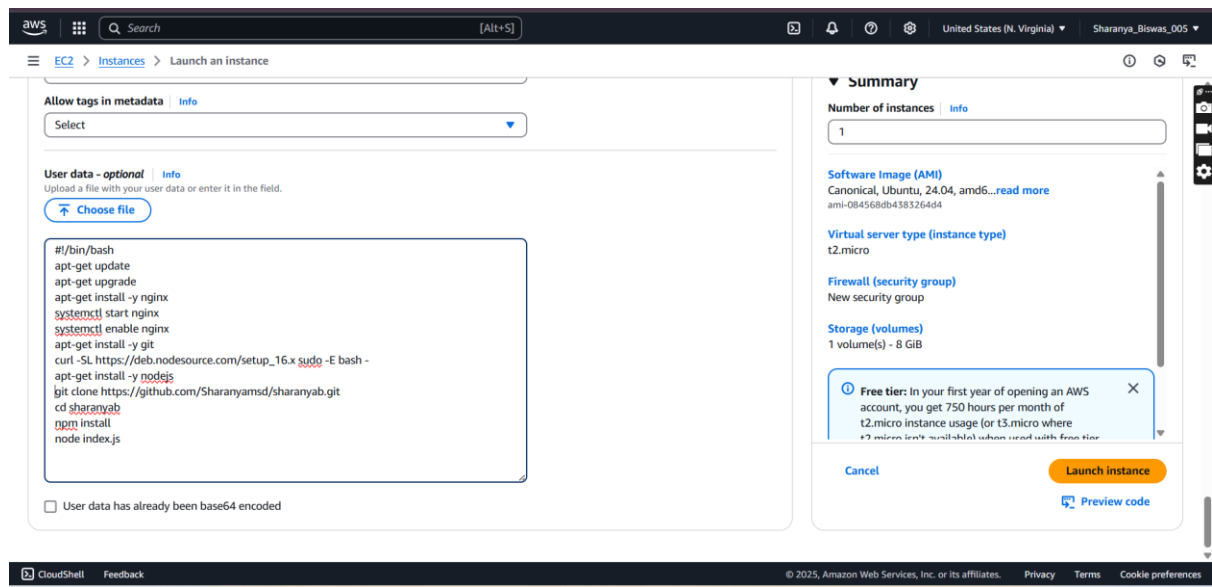 aws
Search [Alt+S]
United States (N. Virginia) ▼
Sharanya_Biswas_005 ▼
EC2 > Instances > Launch an instance
Allow tags in metadata | Info
Select
User data - optional | Info
Upload a file with your user data or enter it in the field.
Choose file
#!/bin/bash
apt-get update
apt-get upgrade
apt-get install -y nginx
systemctl start nginx
systemctl enable nginx
apt-get install -y git
curl -SL https://deb.nodesource.com/setup_16.x sudo -E bash -
apt-get install -y nodejs
git clone https://github.com/Sharanyamsd/sharanyab.git
cd sharanyab
npm install
node index.js
User data has already been base64 encoded
▼ Summary
Number of instances | Info
1
Software Image (AMI)
Canonical, Ubuntu, 24.04, amd6...read more
ami-084568db4383264d4
Virtual server type (instance type)
t2.micro
Firewall (security group)
New security group
Storage (volumes)
1 volume(s) - 8 GiB
Free tier: In your first year of opening an AWS
account, you get 750 hours per month of
t2.micro instance usage (or t3.micro where
t2.micro isn't available) when used with free tier
Cancel
Launch instance
Preview code
CloudShell Feedback
© 2025, Amazon Web Services, Inc. or its affiliates. Privacy Terms Cookie preferences